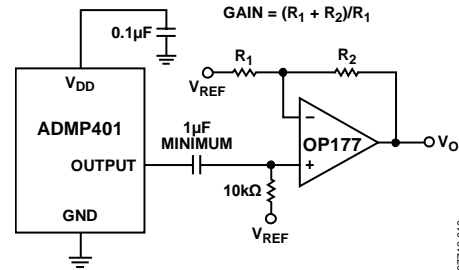 GAIN = (R1 + R2)/R1
0.1µF
VDD
R1
R2
VREF
ADMP401
1µF
MINIMUM
−
OP177
VO
OUTPUT
+
10kΩ
GND
VREF